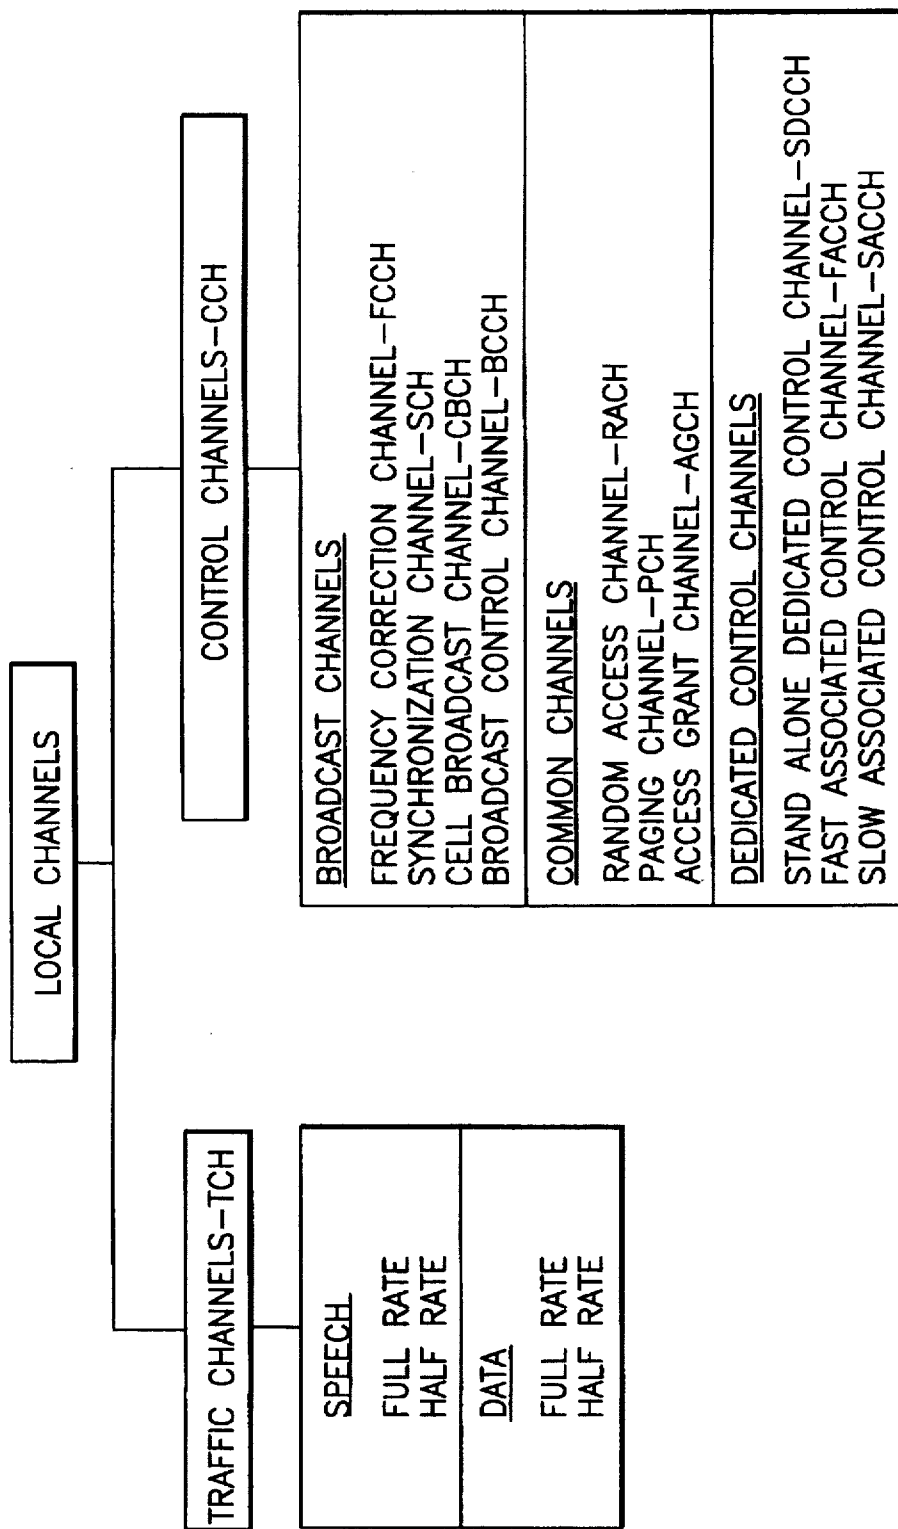 LOCAL CHANNELS
TRAFFIC CHANNELS-TCH
SPEECH
FULL RATE
HALF RATE
DATA
FULL RATE
HALF RATE
CONTROL CHANNELS-CCH
BROADCAST CHANNELS
FREQUENCY CORRECTION CHANNEL-FCCH
SYNCHRONIZATION CHANNEL-SCH
CELL BROADCAST CHANNEL-CBCH
BROADCAST CONTROL CHANNEL-BCCH
COMMON CHANNELS
RANDOM ACCESS CHANNEL-RACH
PAGING CHANNEL-PCH
ACCESS GRANT CHANNEL-AGCH
DEDICATED CONTROL CHANNELS
STAND ALONE DEDICATED CONTROL CHANNEL-SDCCH
FAST ASSOCIATED CONTROL CHANNEL-FACCH
SLOW ASSOCIATED CONTROL CHANNEL-SACCH